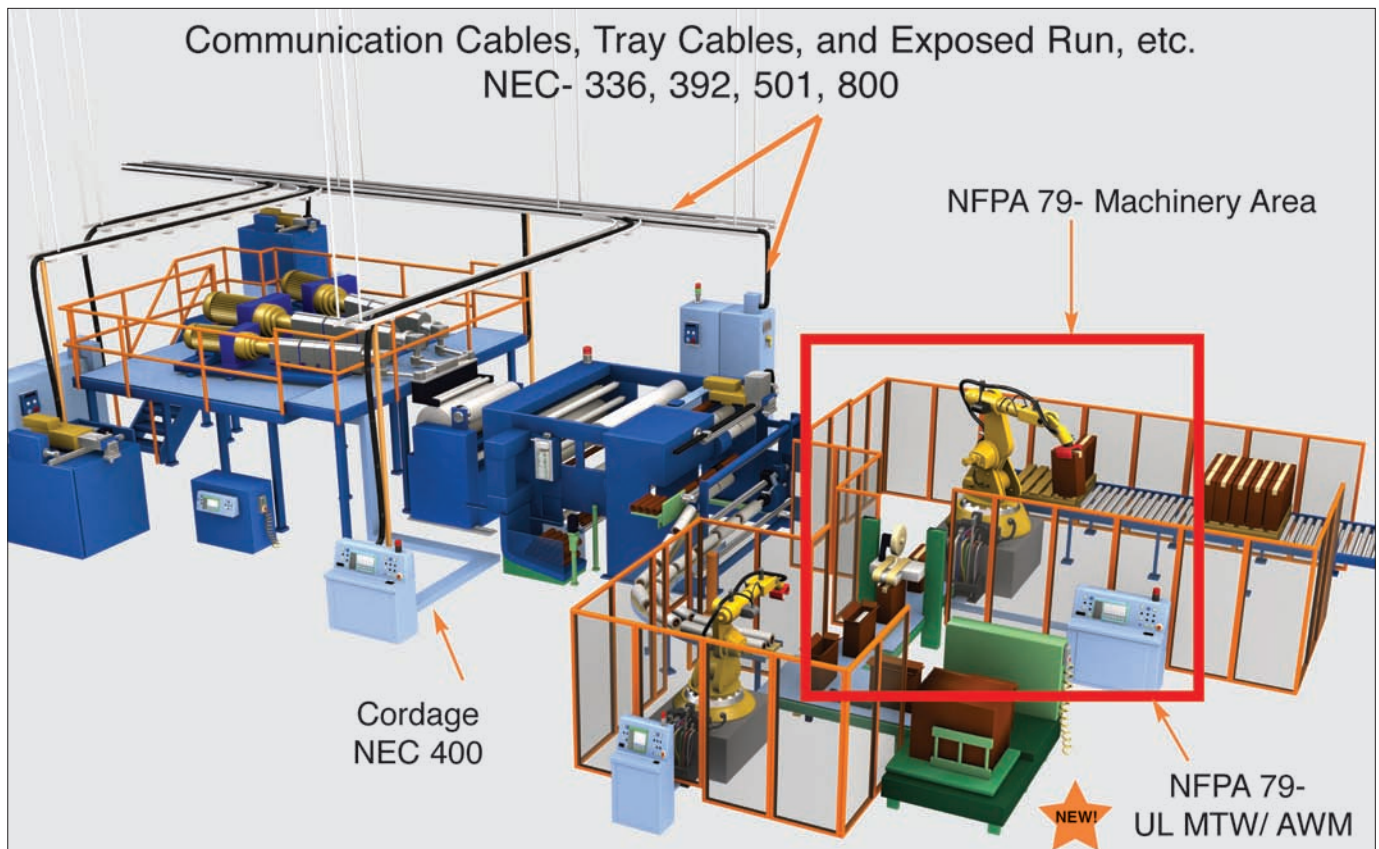 Communication Cables, Tray Cables, and Exposed Run, etc.
NEC- 336, 392, 501, 800
NFPA 79- Machinery Area
Cordage
NEC 400
NFPA 79-
UL MTW/ AWM
NEW!